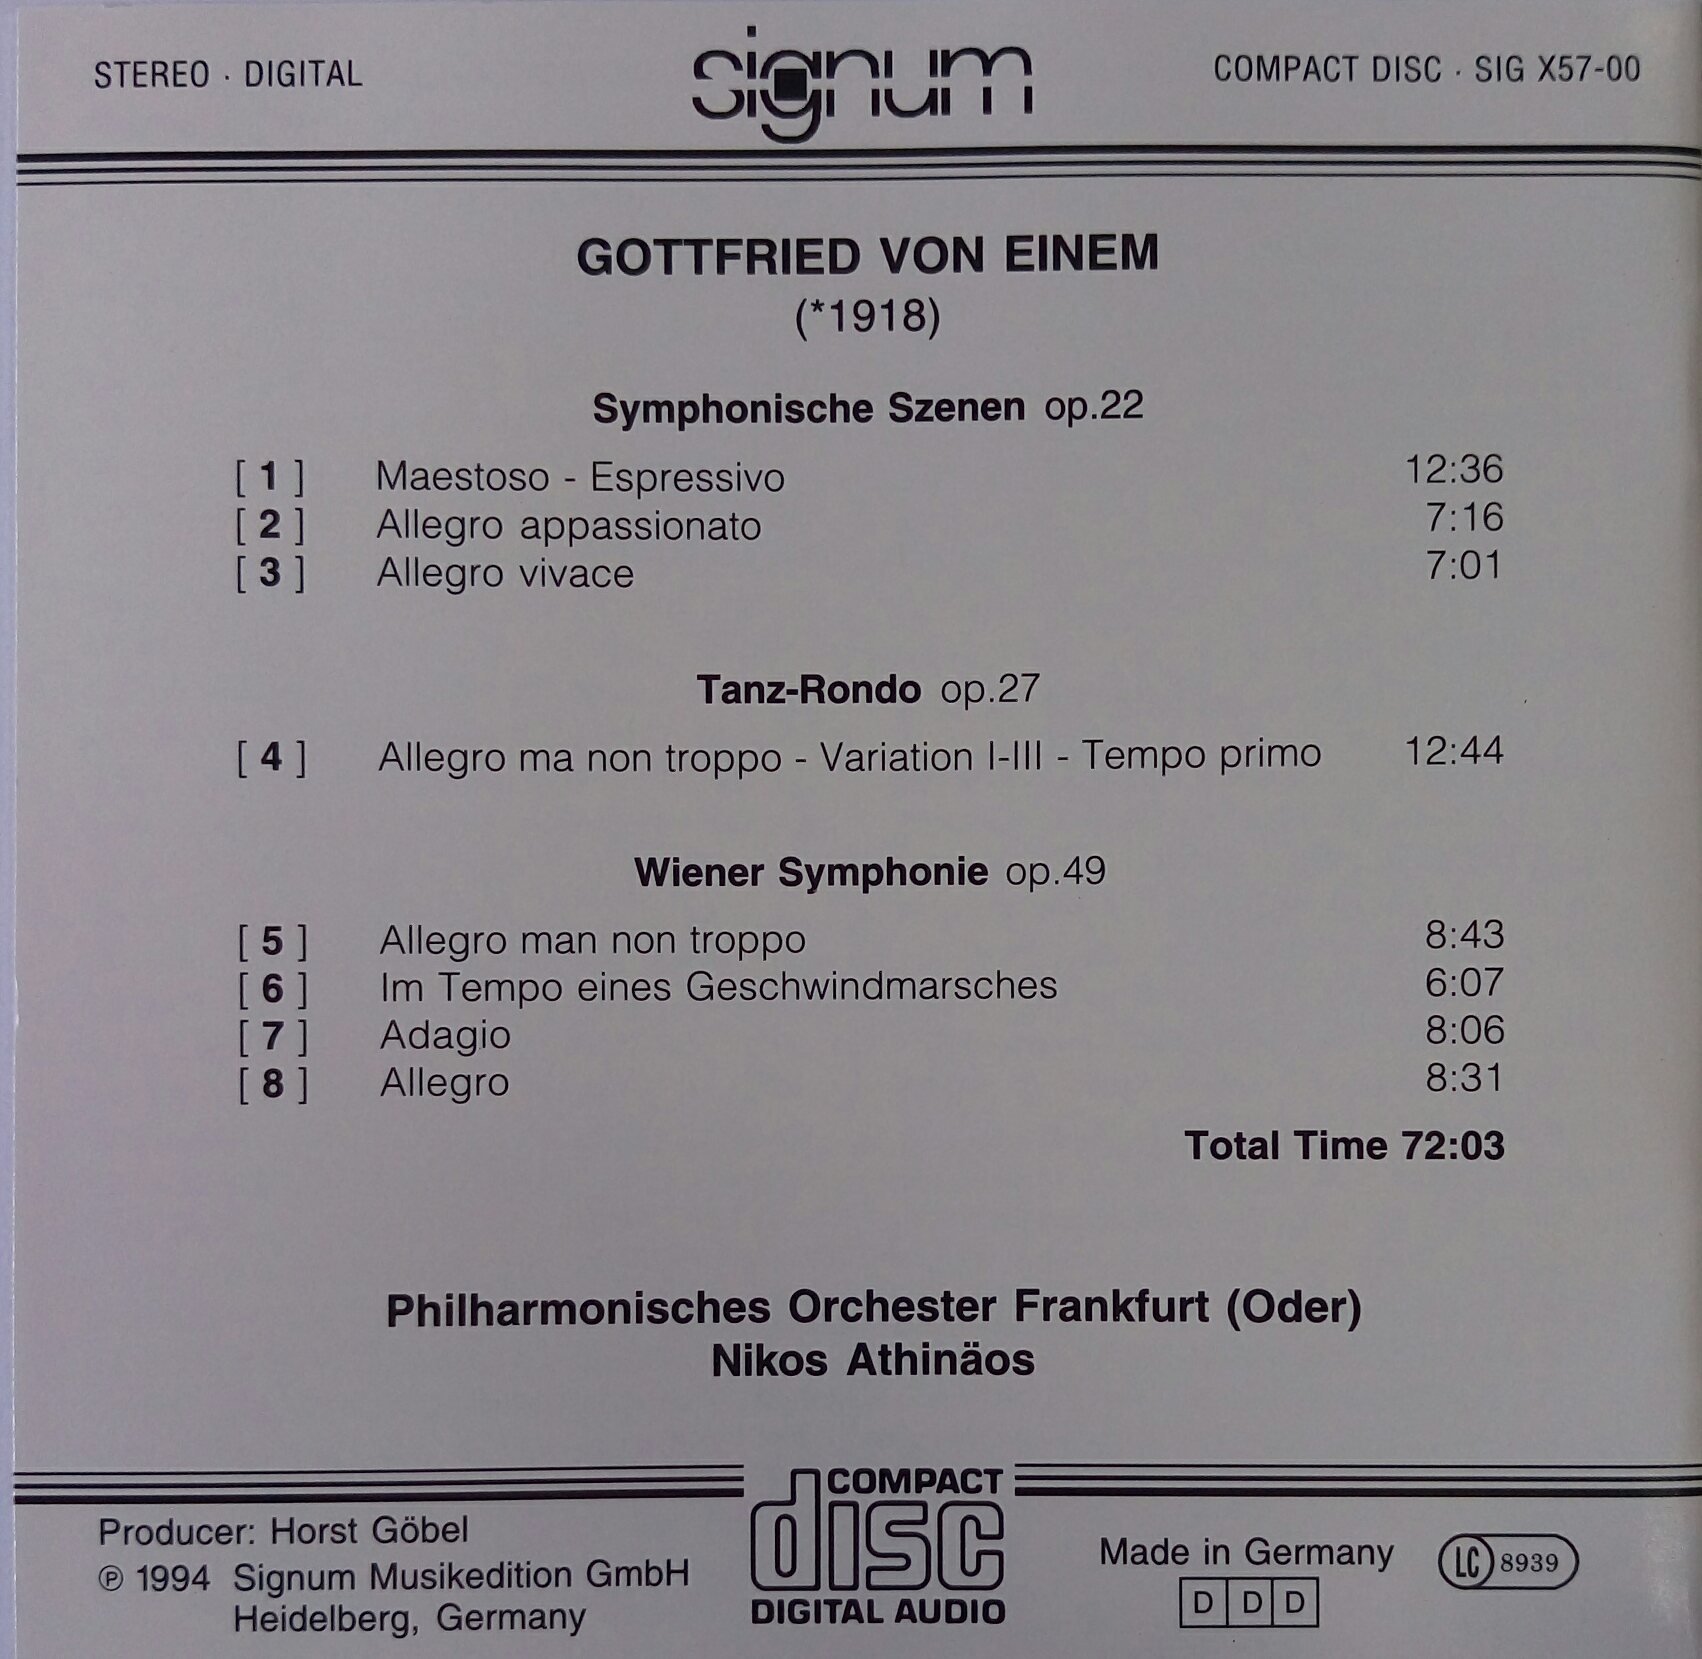 STEREO · DIGITAL
signum
COMPACT DISC · SIG X57-00
GOTTFRIED VON EINEM
(*1918)
Symphonische Szenen op.22
[ 1 ] Maestoso - Espressivo 12:36
[ 2 ] Allegro appassionato 7:16
[ 3 ] Allegro vivace 7:01
Tanz-Rondo op.27
[ 4 ] Allegro ma non troppo - Variation I-III - Tempo primo 12:44
Wiener Symphonie op.49
[ 5 ] Allegro man non troppo 8:43
[ 6 ] Im Tempo eines Geschwindmarsches 6:07
[ 7 ] Adagio 8:06
[ 8 ] Allegro 8:31
Total Time 72:03
Philharmonisches Orchester Frankfurt (Oder)
Nikos Athinäos
Producer: Horst Göbel
℗ 1994 Signum Musikedition GmbH
Heidelberg, Germany
COMPACT
disc
DIGITAL AUDIO
Made in Germany
D D D
LC 8939